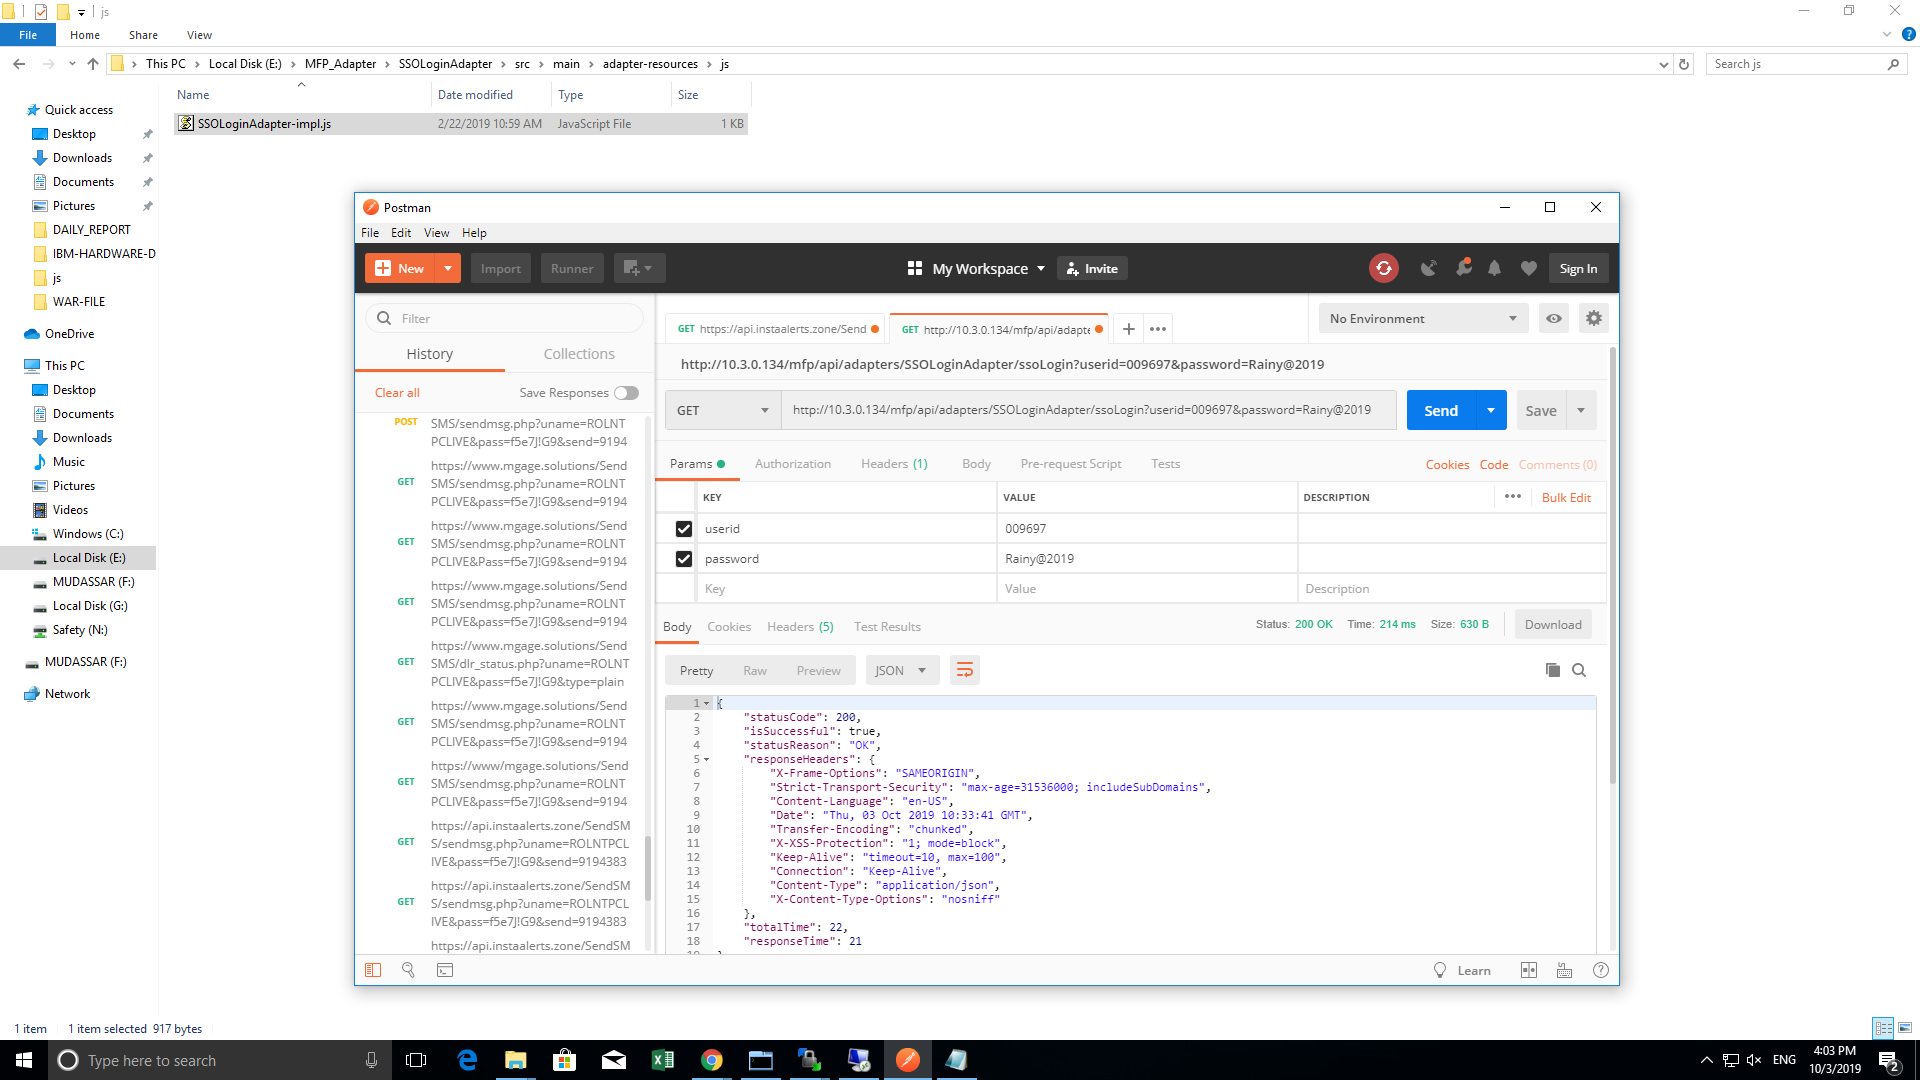 js
File
Home
Share
View
This PC > Local Disk (E:) > MFP_Adapter > SSOLoginAdapter > src > main > adapter-resources > js
Search js
Name
Date modified
Type
Size
Quick access
SSOLoginAdapter-impl.js
2/22/2019 10:59 AM
JavaScript File
1 KB
Desktop
Downloads
Documents
Pictures
DAILY_REPORT
IBM-HARDWARE-D
js
WAR-FILE
OneDrive
This PC
Desktop
Documents
Downloads
Music
Pictures
Videos
Windows (C:)
Local Disk (E:)
MUDASSAR (F:)
Local Disk (G:)
Safety (N:)
MUDASSAR (F:)
Network
Postman
File Edit View Help
New
Import
Runner
My Workspace
Invite
Sign In
Filter
History
Collections
Clear all
Save Responses
POST
SMS/sendmsg.php?uname=ROLNT
PCLIVE&pass=f5e7J!G9&send=9194
GET
https://www.mgage.solutions/Send
SMS/sendmsg.php?uname=ROLNT
PCLIVE&pass=f5e7J!G9&send=9194
GET
https://www.mgage.solutions/Send
SMS/sendmsg.php?uname=ROLNT
PCLIVE&Pass=f5e7J!G9&send=9194
GET
https://www.mgage.solutions/Send
SMS/sendmsg.php?uname=ROLNT
PCLIVE&pass=f5e7J!G9&send=9194
GET
https://www.mgage.solutions/Send
SMS/dlr_status.php?uname=ROLNT
PCLIVE&pass=f5e7J!G9&type=plain
GET
https://www.mgage.solutions/Send
SMS/sendmsg.php?uname=ROLNT
PCLIVE&pass=f5e7J!G9&send=9194
GET
https://www/mgage.solutions/Send
SMS/sendmsg.php?uname=ROLNT
PCLIVE&pass=f5e7J!G9&send=9194
GET
https://api.instaalerts.zone/SendSM
S/sendmsg.php?uname=ROLNTPCL
IVE&pass=f5e7J!G9&send=9194383
GET
https://api.instaalerts.zone/SendSM
S/sendmsg.php?uname=ROLNTPCL
IVE&pass=f5e7J!G9&send=9194383
https://api.instaalerts.zone/SendSM
GET https://api.instaalerts.zone/Send
GET http://10.3.0.134/mfp/api/adapte
No Environment
http://10.3.0.134/mfp/api/adapters/SSOLoginAdapter/ssoLogin?userid=009697&password=Rainy@2019
GET
http://10.3.0.134/mfp/api/adapters/SSOLoginAdapter/ssoLogin?userid=009697&password=Rainy@2019
Send
Save
Params
Authorization
Headers (1)
Body
Pre-request Script
Tests
Cookies
Code
Comments (0)
KEY
VALUE
DESCRIPTION
Bulk Edit
userid
009697
password
Rainy@2019
Key
Value
Description
Body
Cookies
Headers (5)
Test Results
Status: 200 OK
Time: 214 ms
Size: 630 B
Download
Pretty
Raw
Preview
JSON
1 {
2 "statusCode": 200,
3 "isSuccessful": true,
4 "statusReason": "OK",
5 "responseHeaders": {
6 "X-Frame-Options": "SAMEORIGIN",
7 "Strict-Transport-Security": "max-age=31536000; includeSubDomains",
8 "Content-Language": "en-US",
9 "Date": "Thu, 03 Oct 2019 10:33:41 GMT",
10 "Transfer-Encoding": "chunked",
11 "X-XSS-Protection": "1; mode=block",
12 "Keep-Alive": "timeout=10, max=100",
13 "Connection": "Keep-Alive",
14 "Content-Type": "application/json",
15 "X-Content-Type-Options": "nosniff"
16 },
17 "totalTime": 22,
18 "responseTime": 21
Learn
1 item
1 item selected 917 bytes
Type here to search
ENG
4:03 PM
10/3/2019
2